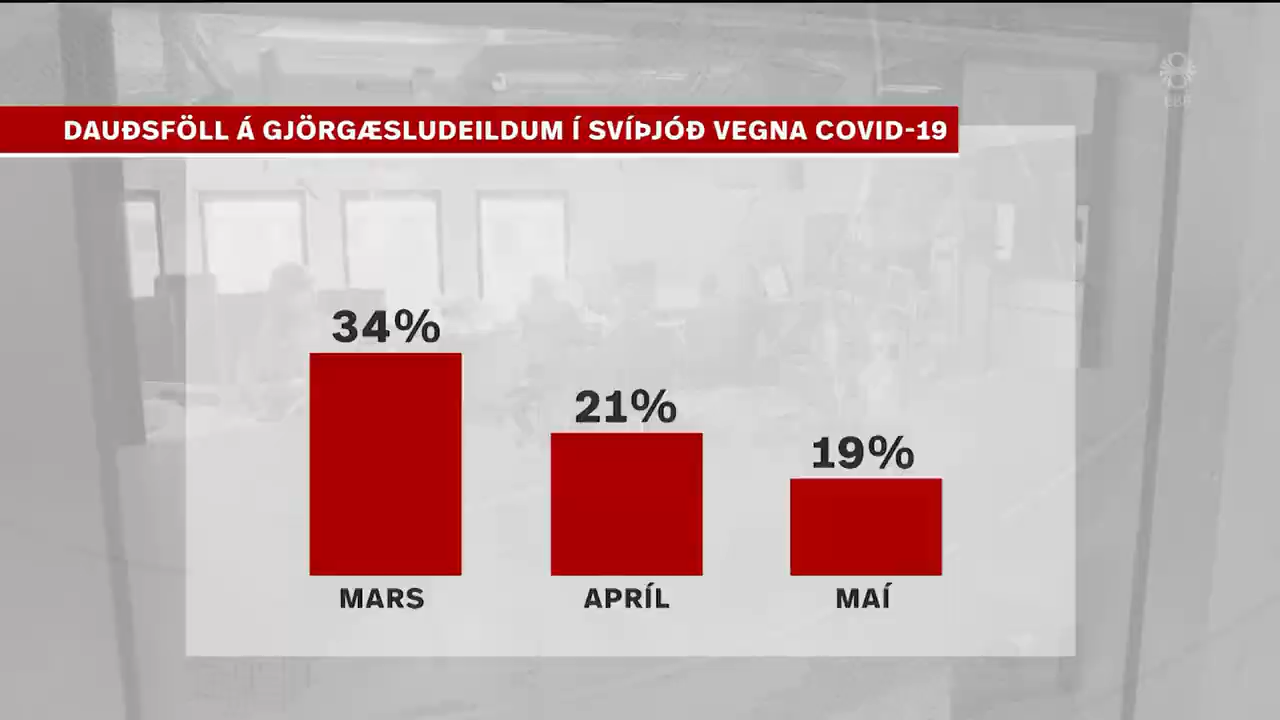 DAUÐSFÖLL Á GJÖRGÆSLUDEILDUM Í SVÍÞJÓÐ VEGNA COVID-19
34%
21%
19%
MARS
APRÍL
MAÍ